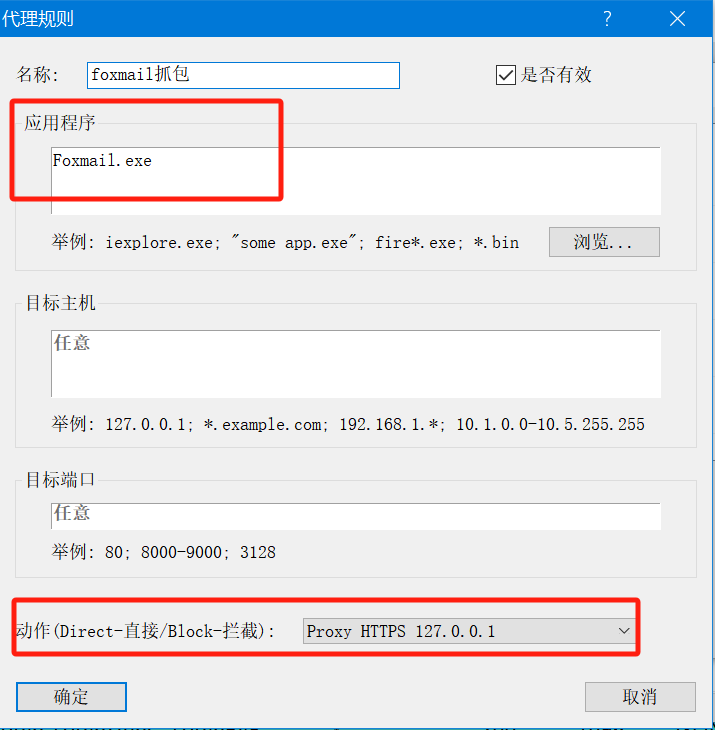 代理规则
名称:
foxmail抓包
是否有效
应用程序
Foxmail.exe
举例: iexplore.exe; "some app.exe"; fire*.exe; *.bin
浏览...
目标主机
任意
举例: 127.0.0.1; *.example.com; 192.168.1.*; 10.1.0.0-10.5.255.255
目标端口
任意
举例: 80; 8000-9000; 3128
动作(Direct-直接/Block-拦截):
Proxy HTTPS 127.0.0.1
确定
取消